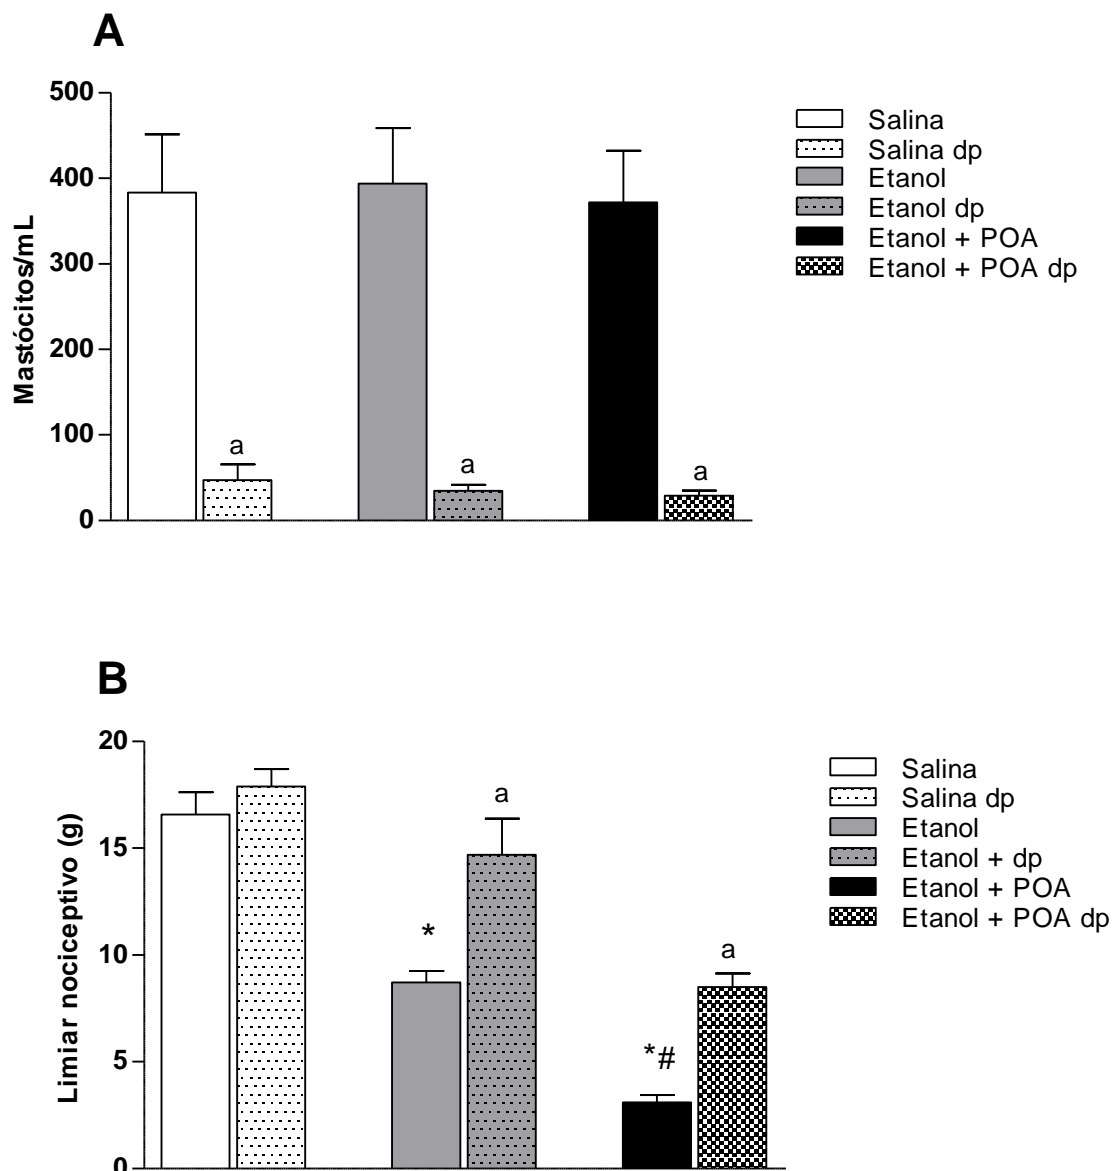 A
500
400
300
200
100
0
Mastócitos/mL
a
a
a
Salina
Salina dp
Etanol
Etanol dp
Etanol + POA
Etanol + POA dp
B
20
15
10
5
0
Limiar nociceptivo (g)
*
a
*#
a
Salina
Salina dp
Etanol
Etanol + dp
Etanol + POA
Etanol + POA dp